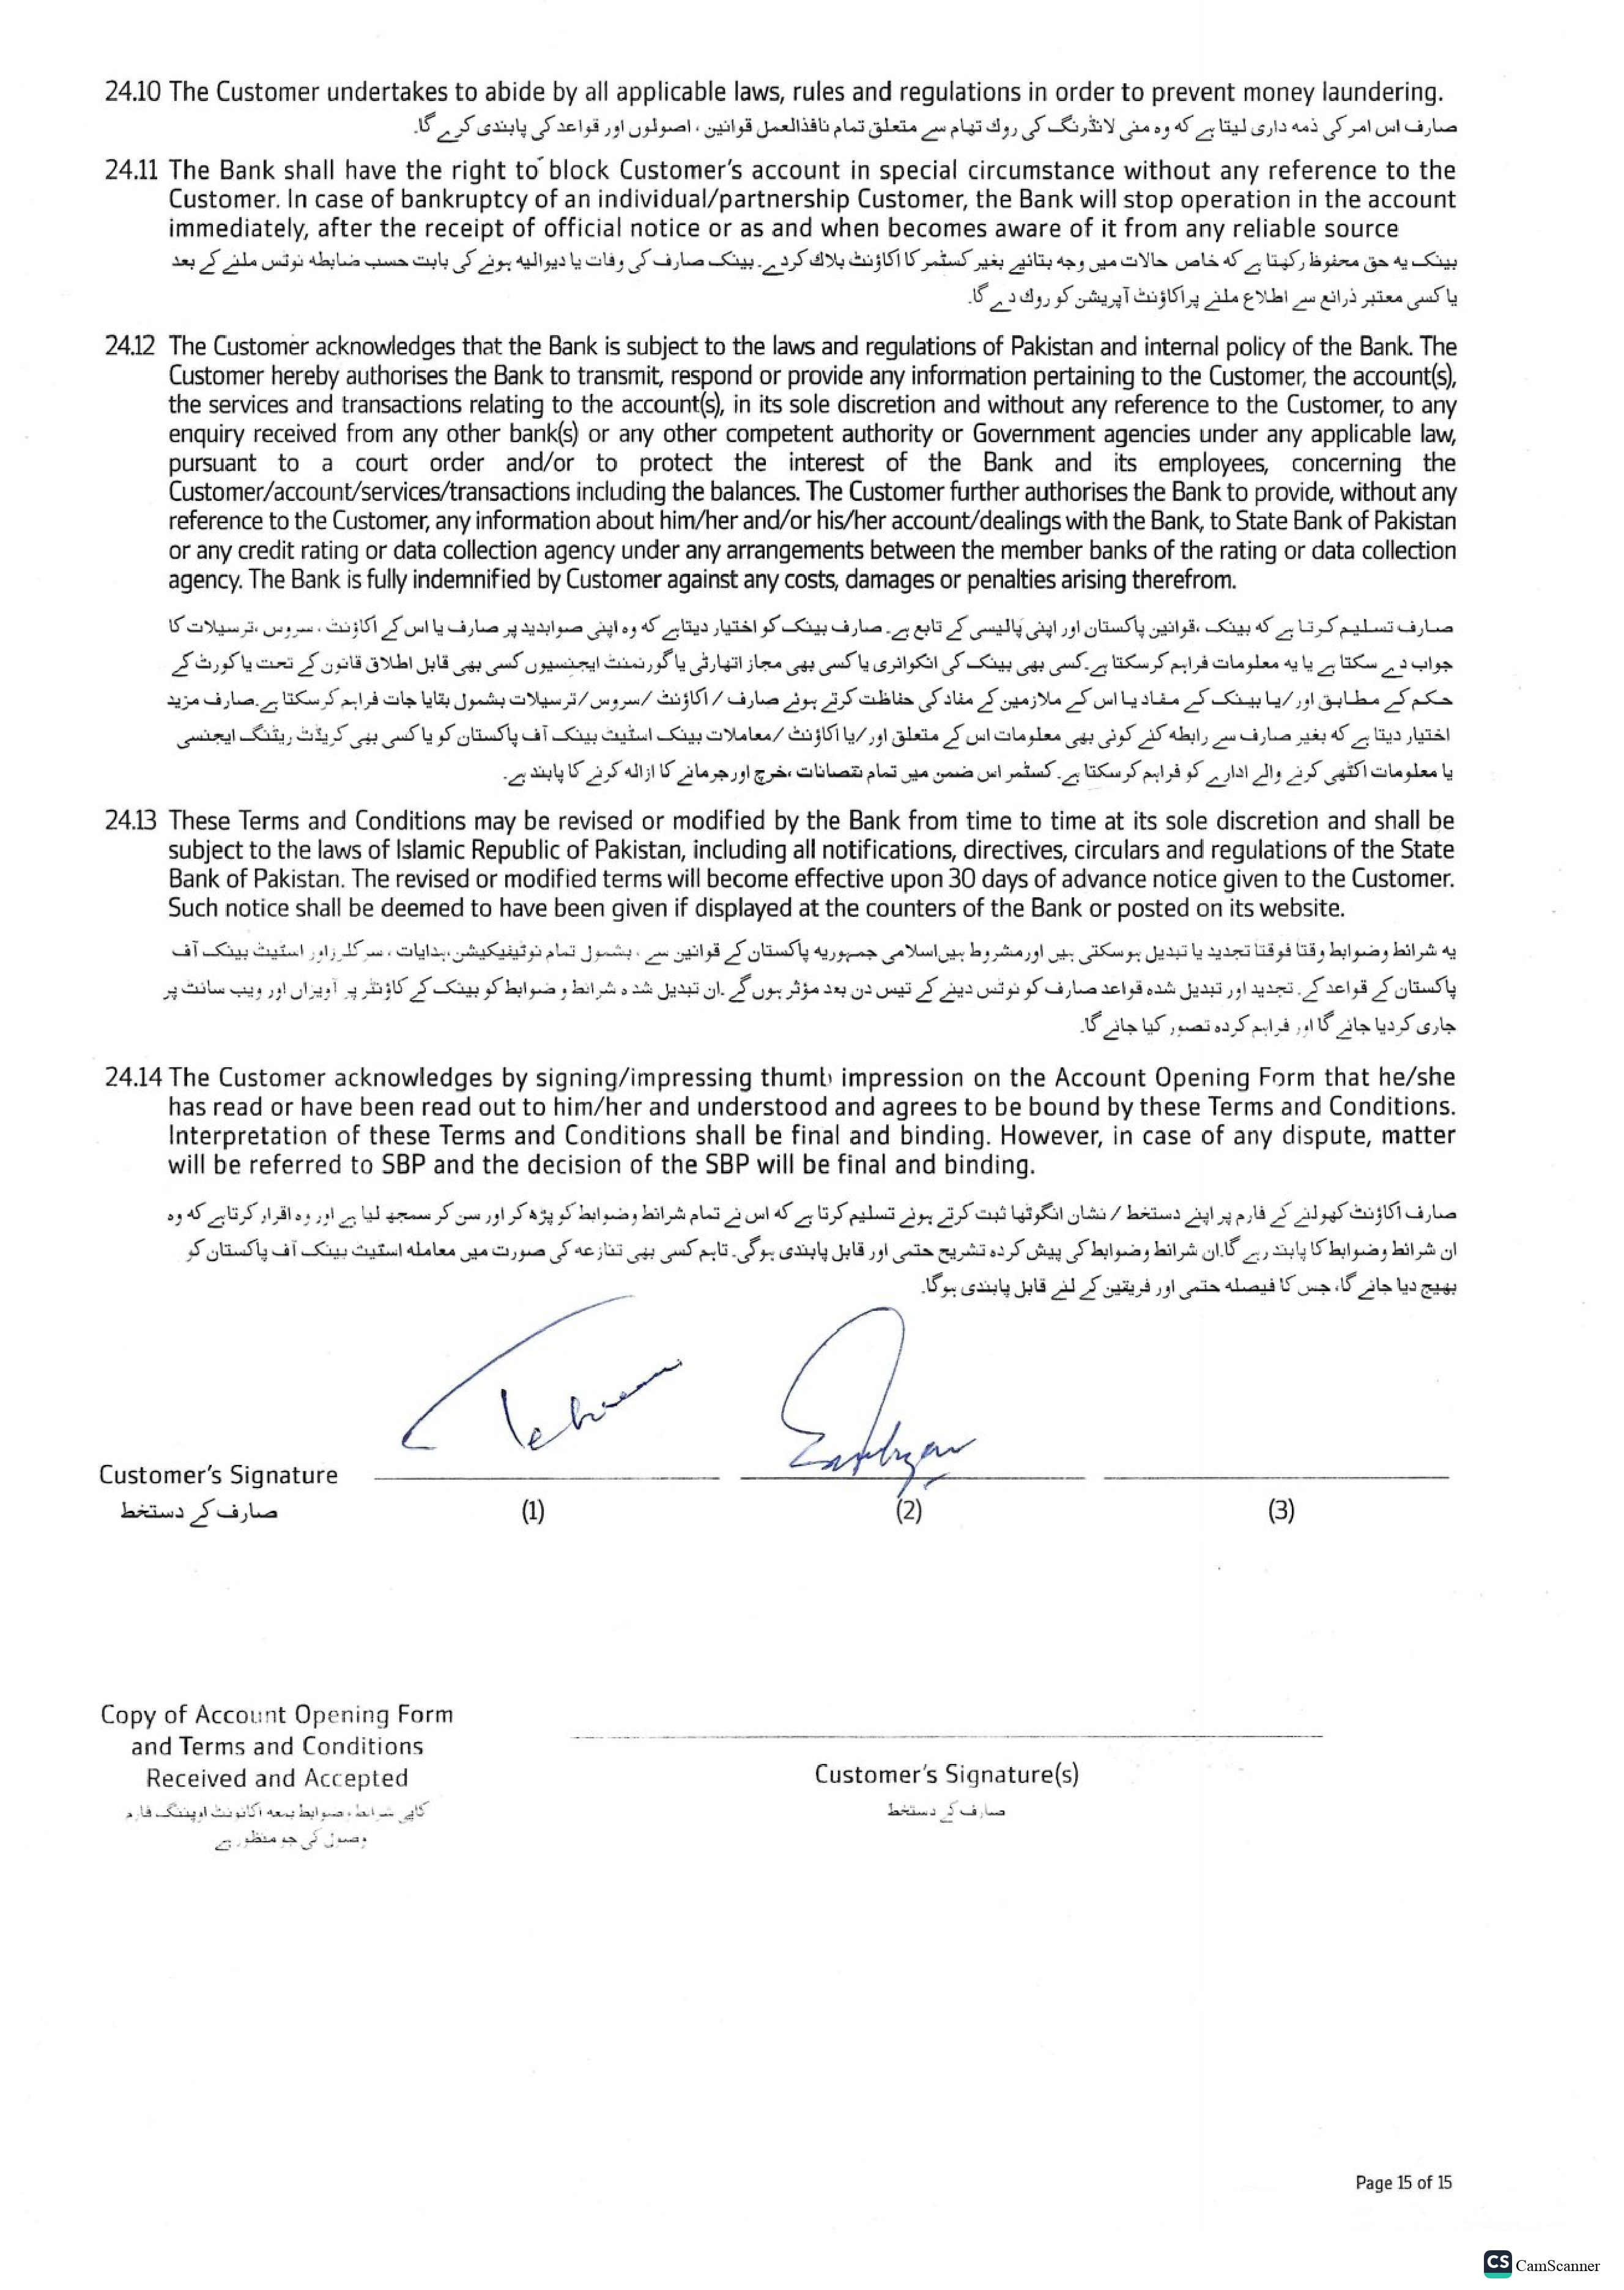 24.10 The Customer undertakes to abide by all applicable laws, rules and regulations in order to prevent money laundering.
صارف اس امر کی ذمہ داری لیتا ہے کہ وہ منی لانڈرنگ کی روک تھام سے متعلق تمام نافذالعمل قوانین ، اصولوں اور قواعد کی پابندی کرے گا.
24.11 The Bank shall have the right to block Customer's account in special circumstance without any reference to the
Customer. In case of bankruptcy of an individual/partnership Customer, the Bank will stop operation in the account
immediately, after the receipt of official notice or as and when becomes aware of it from any reliable source
بینک یہ حق محفوظ رکھتا ہے کہ خاص حالات میں وجہ بتائیے بغیر کسٹمر کا اکاؤنٹ بلاک کردے. بینک صارف کی وفات یا دیوالیہ ہونے کی بابت حسب ضابطہ نوٹس ملنے کے بعد
یا کسی معتبر ذرائع سے اطلاع ملنے پر اکاؤنٹ آپریشن کو روک دے گا.
24.12 The Customer acknowledges that the Bank is subject to the laws and regulations of Pakistan and internal policy of the Bank. The
Customer hereby authorises the Bank to transmit, respond or provide any information pertaining to the Customer, the account(s),
the services and transactions relating to the account(s), in its sole discretion and without any reference to the Customer, to any
enquiry received from any other bank(s) or any other competent authority or Government agencies under any applicable law,
pursuant to a court order and/or to protect the interest of the Bank and its employees, concerning the
Customer/account/services/transactions including the balances. The Customer further authorises the Bank to provide, without any
reference to the Customer, any information about him/her and/or his/her account/dealings with the Bank, to State Bank of Pakistan
or any credit rating or data collection agency under any arrangements between the member banks of the rating or data collection
agency. The Bank is fully indemnified by Customer against any costs, damages or penalties arising therefrom.
صارف تسلیم کرتا ہے کہ بینک ،قوانین پاکستان اور اپنی پالیسی کے تابع ہے. صارف بینک کو اختیار دیتاہے کہ وہ اپنی صوابدید پر صارف یا اس کے اکاؤنٹ ، سروس ،ترسیلات کا
جواب دے سکتا ہے یا یہ معلومات فراہم کرسکتا ہے.کسی بھی بینک کی انکوائری یا کسی بھی مجاز اتھارٹی یا گورنمنٹ ایجنسیوں کسی بھی قابل اطلاق قانون کے تحت یا کورٹ کے
حکم کے مطابق اور/یا بینک کے مفاد یا اس کے ملازمین کے مفاد کی حفاظت کرتے ہوئے صارف / اکاؤنٹ /سروس/ترسیلات بشمول بقایا جات فراہم کرسکتا ہے.صارف مزید
اختیار دیتا ہے کہ بغیر صارف سے رابطہ کئے کوئی بھی معلومات اس کے متعلق اور/یا اکاؤنٹ /معاملات بینک اسٹیٹ بینک آف پاکستان کو یا کسی بھی کریڈٹ ریٹنگ ایجنسی
یا معلومات اکٹھی کرنے والے ادارے کو فراہم کرسکتا ہے. کسٹمر اس ضمن میں تمام نقصانات ،خرچ اورجرمانے کا ازالہ کرنے کا پابند ہے.
24.13 These Terms and Conditions may be revised or modified by the Bank from time to time at its sole discretion and shall be
subject to the laws of Islamic Republic of Pakistan, including all notifications, directives, circulars and regulations of the State
Bank of Pakistan. The revised or modified terms will become effective upon 30 days of advance notice given to the Customer.
Such notice shall be deemed to have been given if displayed at the counters of the Bank or posted on its website.
یہ شرائط وضوابط وقتا فوقتا تجدید یا تبدیل ہوسکتی ہیں اورمشروط ہیں اسلامی جمہوریہ پاکستان کے قوانین سے ، بشمول تمام نوٹیفیکیشن،ہدایات ، سرکلرزاور اسٹیٹ بینک آف
پاکستان کے قواعد کے. تجدید اور تبدیل شدہ قواعد صارف کو نوٹس دینے کے تیس دن بعد مؤثر ہوں گے .ان تبدیل شدہ شرائط و ضوابط کو بینک کے کاؤنٹر پر آویزاں اور ویب سائٹ پر
جاری کردیا جائے گا اور فراہم کردہ تصور کیا جائے گا.
24.14 The Customer acknowledges by signing/impressing thumb impression on the Account Opening Form that he/she
has read or have been read out to him/her and understood and agrees to be bound by these Terms and Conditions.
Interpretation of these Terms and Conditions shall be final and binding. However, in case of any dispute, matter
will be referred to SBP and the decision of the SBP will be final and binding.
صارف اکاؤنٹ کھولنے کے فارم پر اپنے دستخط / نشان انگوٹھا ثبت کرتے ہوئے تسلیم کرتا ہے کہ اس نے تمام شرائط وضوابط کو پڑھ کر اور سن کر سمجھ لیا ہے اور وہ اقرار کرتاہے کہ وہ
ان شرائط وضوابط کا پابند رہے گا.ان شرائط وضوابط کی پیش کردہ تشریح حتمی اور قابل پابندی ہوگی. تاہم کسی بھی تنازعہ کی صورت میں معاملہ اسٹیٹ بینک آف پاکستان کو
بھیج دیا جائے گا، جس کا فیصلہ حتمی اور فریقین کے لئے قابل پابندی ہوگا.
Customer's Signature
صارف کے دستخط
(1) (2) (3)
Copy of Account Opening Form
and Terms and Conditions
Received and Accepted
کاپی شرائط ضوابط بمعہ اکائونٹ اوپننگ فارم
وصول کی جو منظور ہے
Customer's Signature(s)
صارف کے دستخط
Page 15 of 15
CS CamScanner